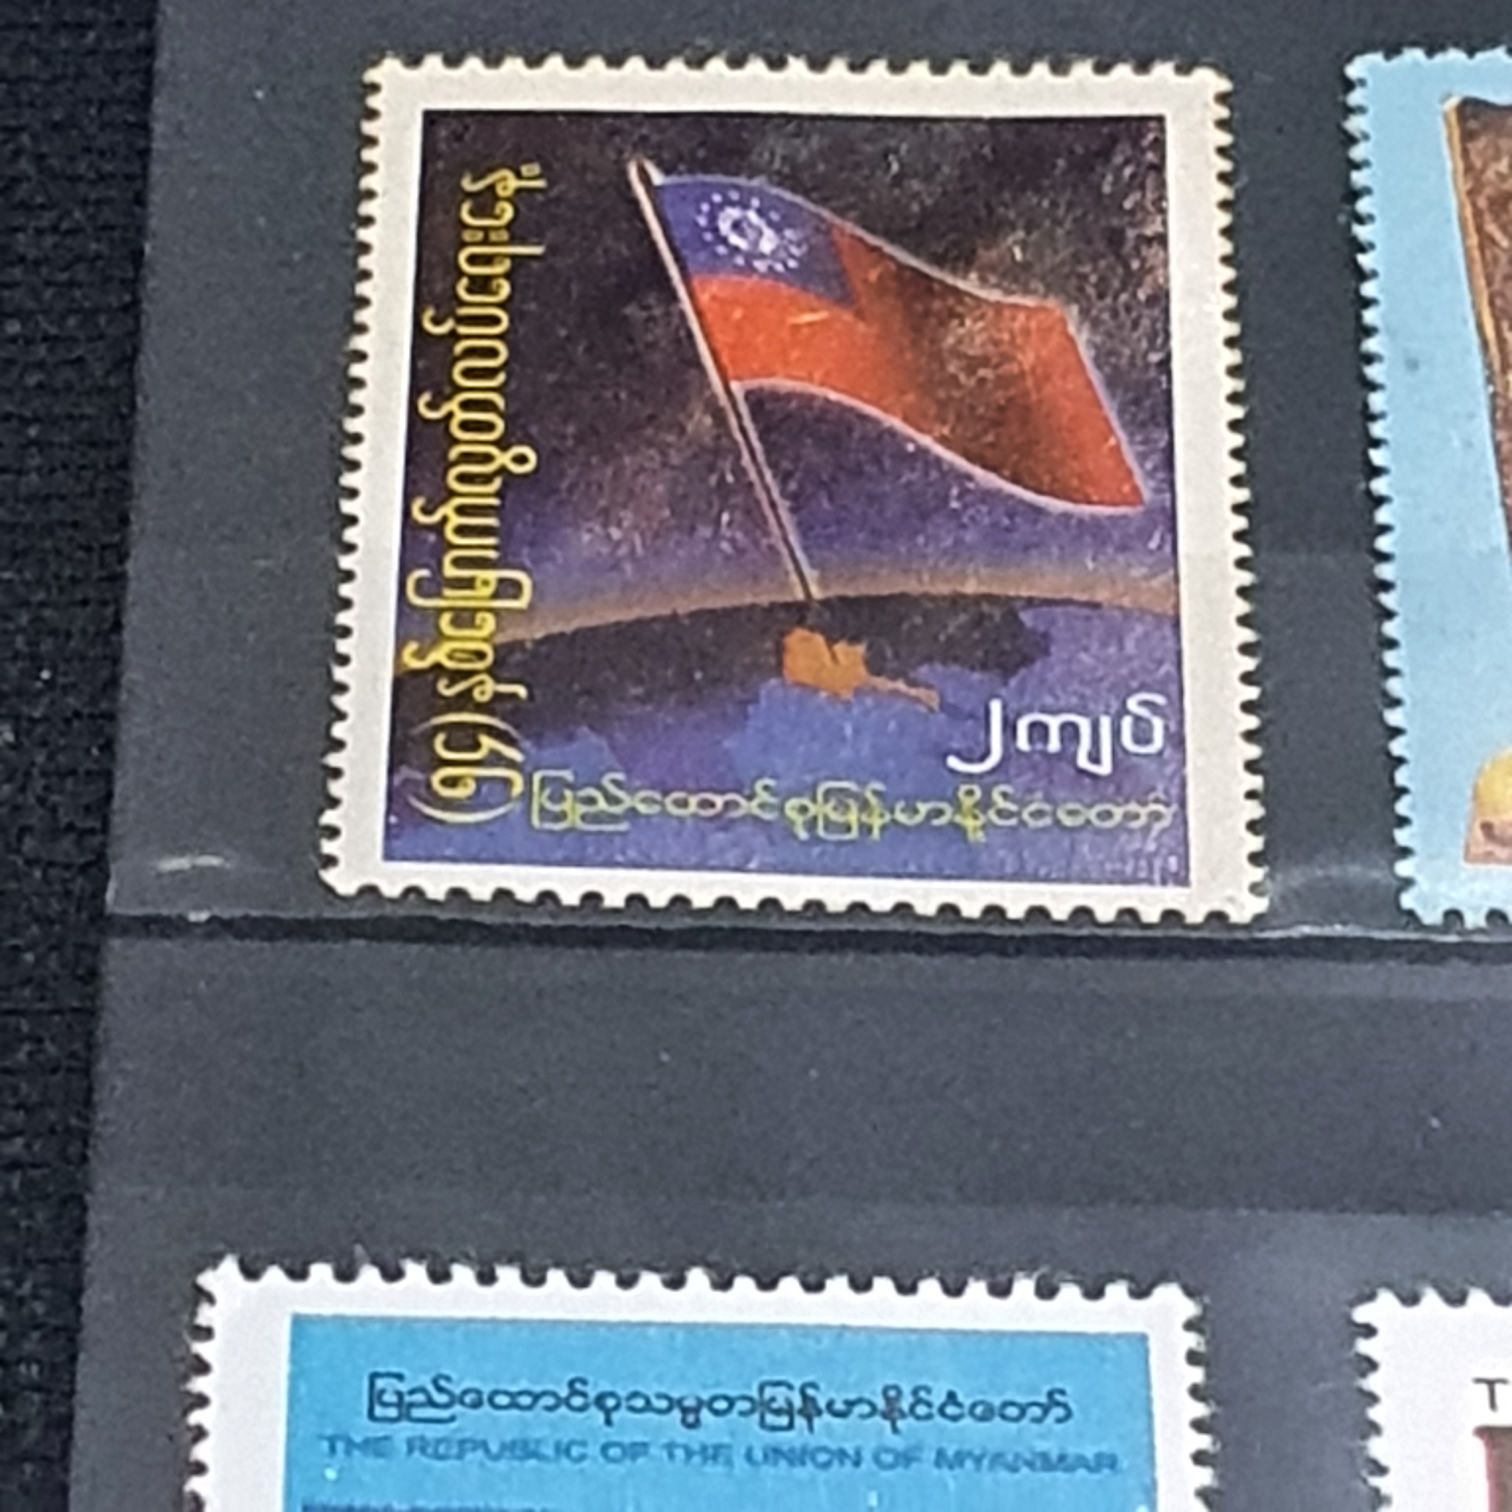 (၅၄)နှစ်မြောက်လွတ်လပ်ရေးနေ့
၂ကျပ်
ပြည်ထောင်စုမြန်မာနိုင်ငံတော်
ပြည်ထောင်စုသမ္မတမြန်မာနိုင်ငံတော်
THE REPUBLIC OF THE UNION OF MYANMAR
T